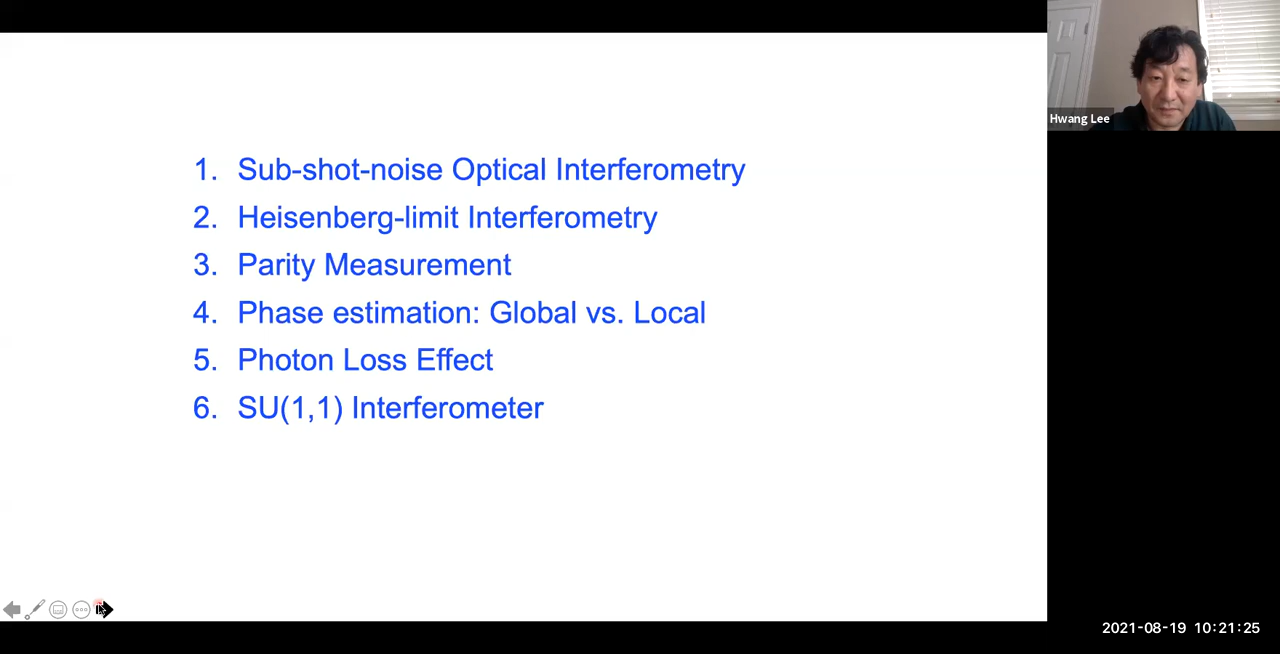 1. Sub-shot-noise Optical Interferometry
2. Heisenberg-limit Interferometry
3. Parity Measurement
4. Phase estimation: Global vs. Local
5. Photon Loss Effect
6. SU(1,1) Interferometer
Hwang Lee
2021-08-19 10:21:25